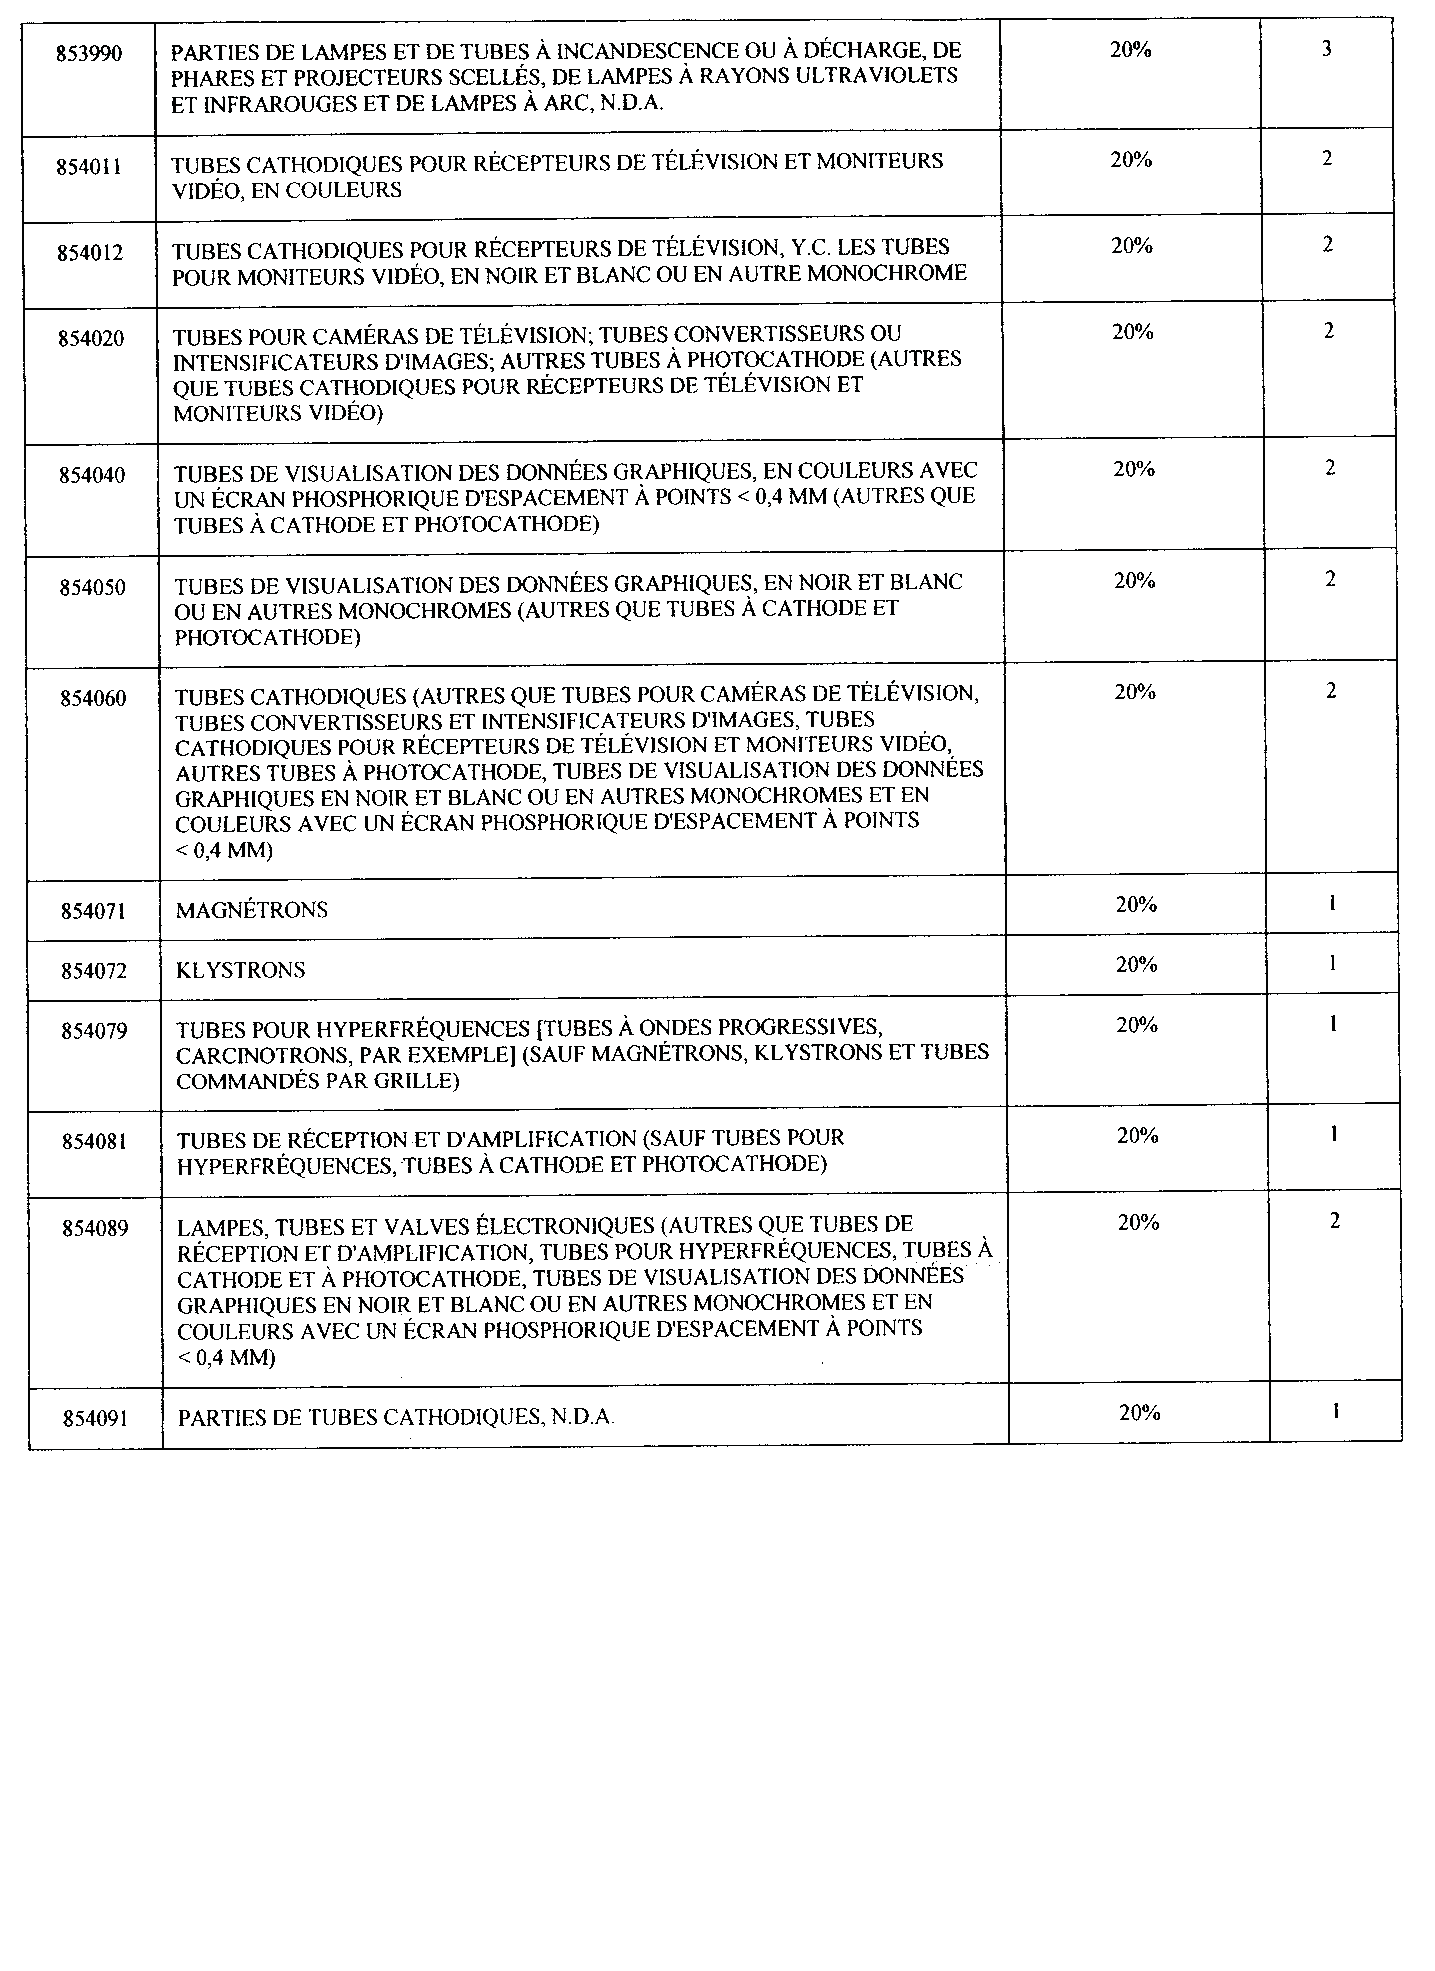 853990 PARTIES DE LAMPES ET DE TUBES À INCANDESCENCE OU À DÉCHARGE, DE 20% 3
PHARES ET PROJECTEURS SCELLÉS, DE LAMPES À RAYONS ULTRAVIOLETS
ET INFRAROUGES ET DE LAMPES À ARC, N.D.A.
854011 TUBES CATHODIQUES POUR RÉCEPTEURS DE TÉLÉVISION ET MONITEURS 20% 2
VIDÉO, EN COULEURS
854012 TUBES CATHODIQUES POUR RÉCEPTEURS DE TÉLÉVISION, Y.C. LES TUBES 20% 2
POUR MONITEURS VIDÉO, EN NOIR ET BLANC OU EN AUTRE MONOCHROME
854020 TUBES POUR CAMÉRAS DE TÉLÉVISION; TUBES CONVERTISSEURS OU 20% 2
INTENSIFICATEURS D'IMAGES; AUTRES TUBES À PHOTOCATHODE (AUTRES
QUE TUBES CATHODIQUES POUR RÉCEPTEURS DE TÉLÉVISION ET
MONITEURS VIDÉO)
854040 TUBES DE VISUALISATION DES DONNÉES GRAPHIQUES, EN COULEURS AVEC 20% 2
UN ÉCRAN PHOSPHORIQUE D'ESPACEMENT À POINTS < 0,4 MM (AUTRES QUE
TUBES À CATHODE ET PHOTOCATHODE)
854050 TUBES DE VISUALISATION DES DONNÉES GRAPHIQUES, EN NOIR ET BLANC 20% 2
OU EN AUTRES MONOCHROMES (AUTRES QUE TUBES À CATHODE ET
PHOTOCATHODE)
854060 TUBES CATHODIQUES (AUTRES QUE TUBES POUR CAMÉRAS DE TÉLÉVISION, 20% 2
TUBES CONVERTISSEURS ET INTENSIFICATEURS D'IMAGES, TUBES
CATHODIQUES POUR RÉCEPTEURS DE TÉLÉVISION ET MONITEURS VIDÉO,
AUTRES TUBES À PHOTOCATHODE, TUBES DE VISUALISATION DES DONNÉES
GRAPHIQUES EN NOIR ET BLANC OU EN AUTRES MONOCHROMES ET EN
COULEURS AVEC UN ÉCRAN PHOSPHORIQUE D'ESPACEMENT À POINTS
< 0,4 MM)
854071 MAGNÉTRONS 20% 1
854072 KLYSTRONS 20% 1
854079 TUBES POUR HYPERFRÉQUENCES [TUBES À ONDES PROGRESSIVES, 20% 1
CARCINOTRONS, PAR EXEMPLE] (SAUF MAGNÉTRONS, KLYSTRONS ET TUBES
COMMANDÉS PAR GRILLE)
854081 TUBES DE RÉCEPTION ET D'AMPLIFICATION (SAUF TUBES POUR 20% 1
HYPERFRÉQUENCES, TUBES À CATHODE ET PHOTOCATHODE)
854089 LAMPES, TUBES ET VALVES ÉLECTRONIQUES (AUTRES QUE TUBES DE 20% 2
RÉCEPTION ET D'AMPLIFICATION, TUBES POUR HYPERFRÉQUENCES, TUBES À
CATHODE ET À PHOTOCATHODE, TUBES DE VISUALISATION DES DONNÉES
GRAPHIQUES EN NOIR ET BLANC OU EN AUTRES MONOCHROMES ET EN
COULEURS AVEC UN ÉCRAN PHOSPHORIQUE D'ESPACEMENT À POINTS
< 0,4 MM)
854091 PARTIES DE TUBES CATHODIQUES, N.D.A. 20% 1